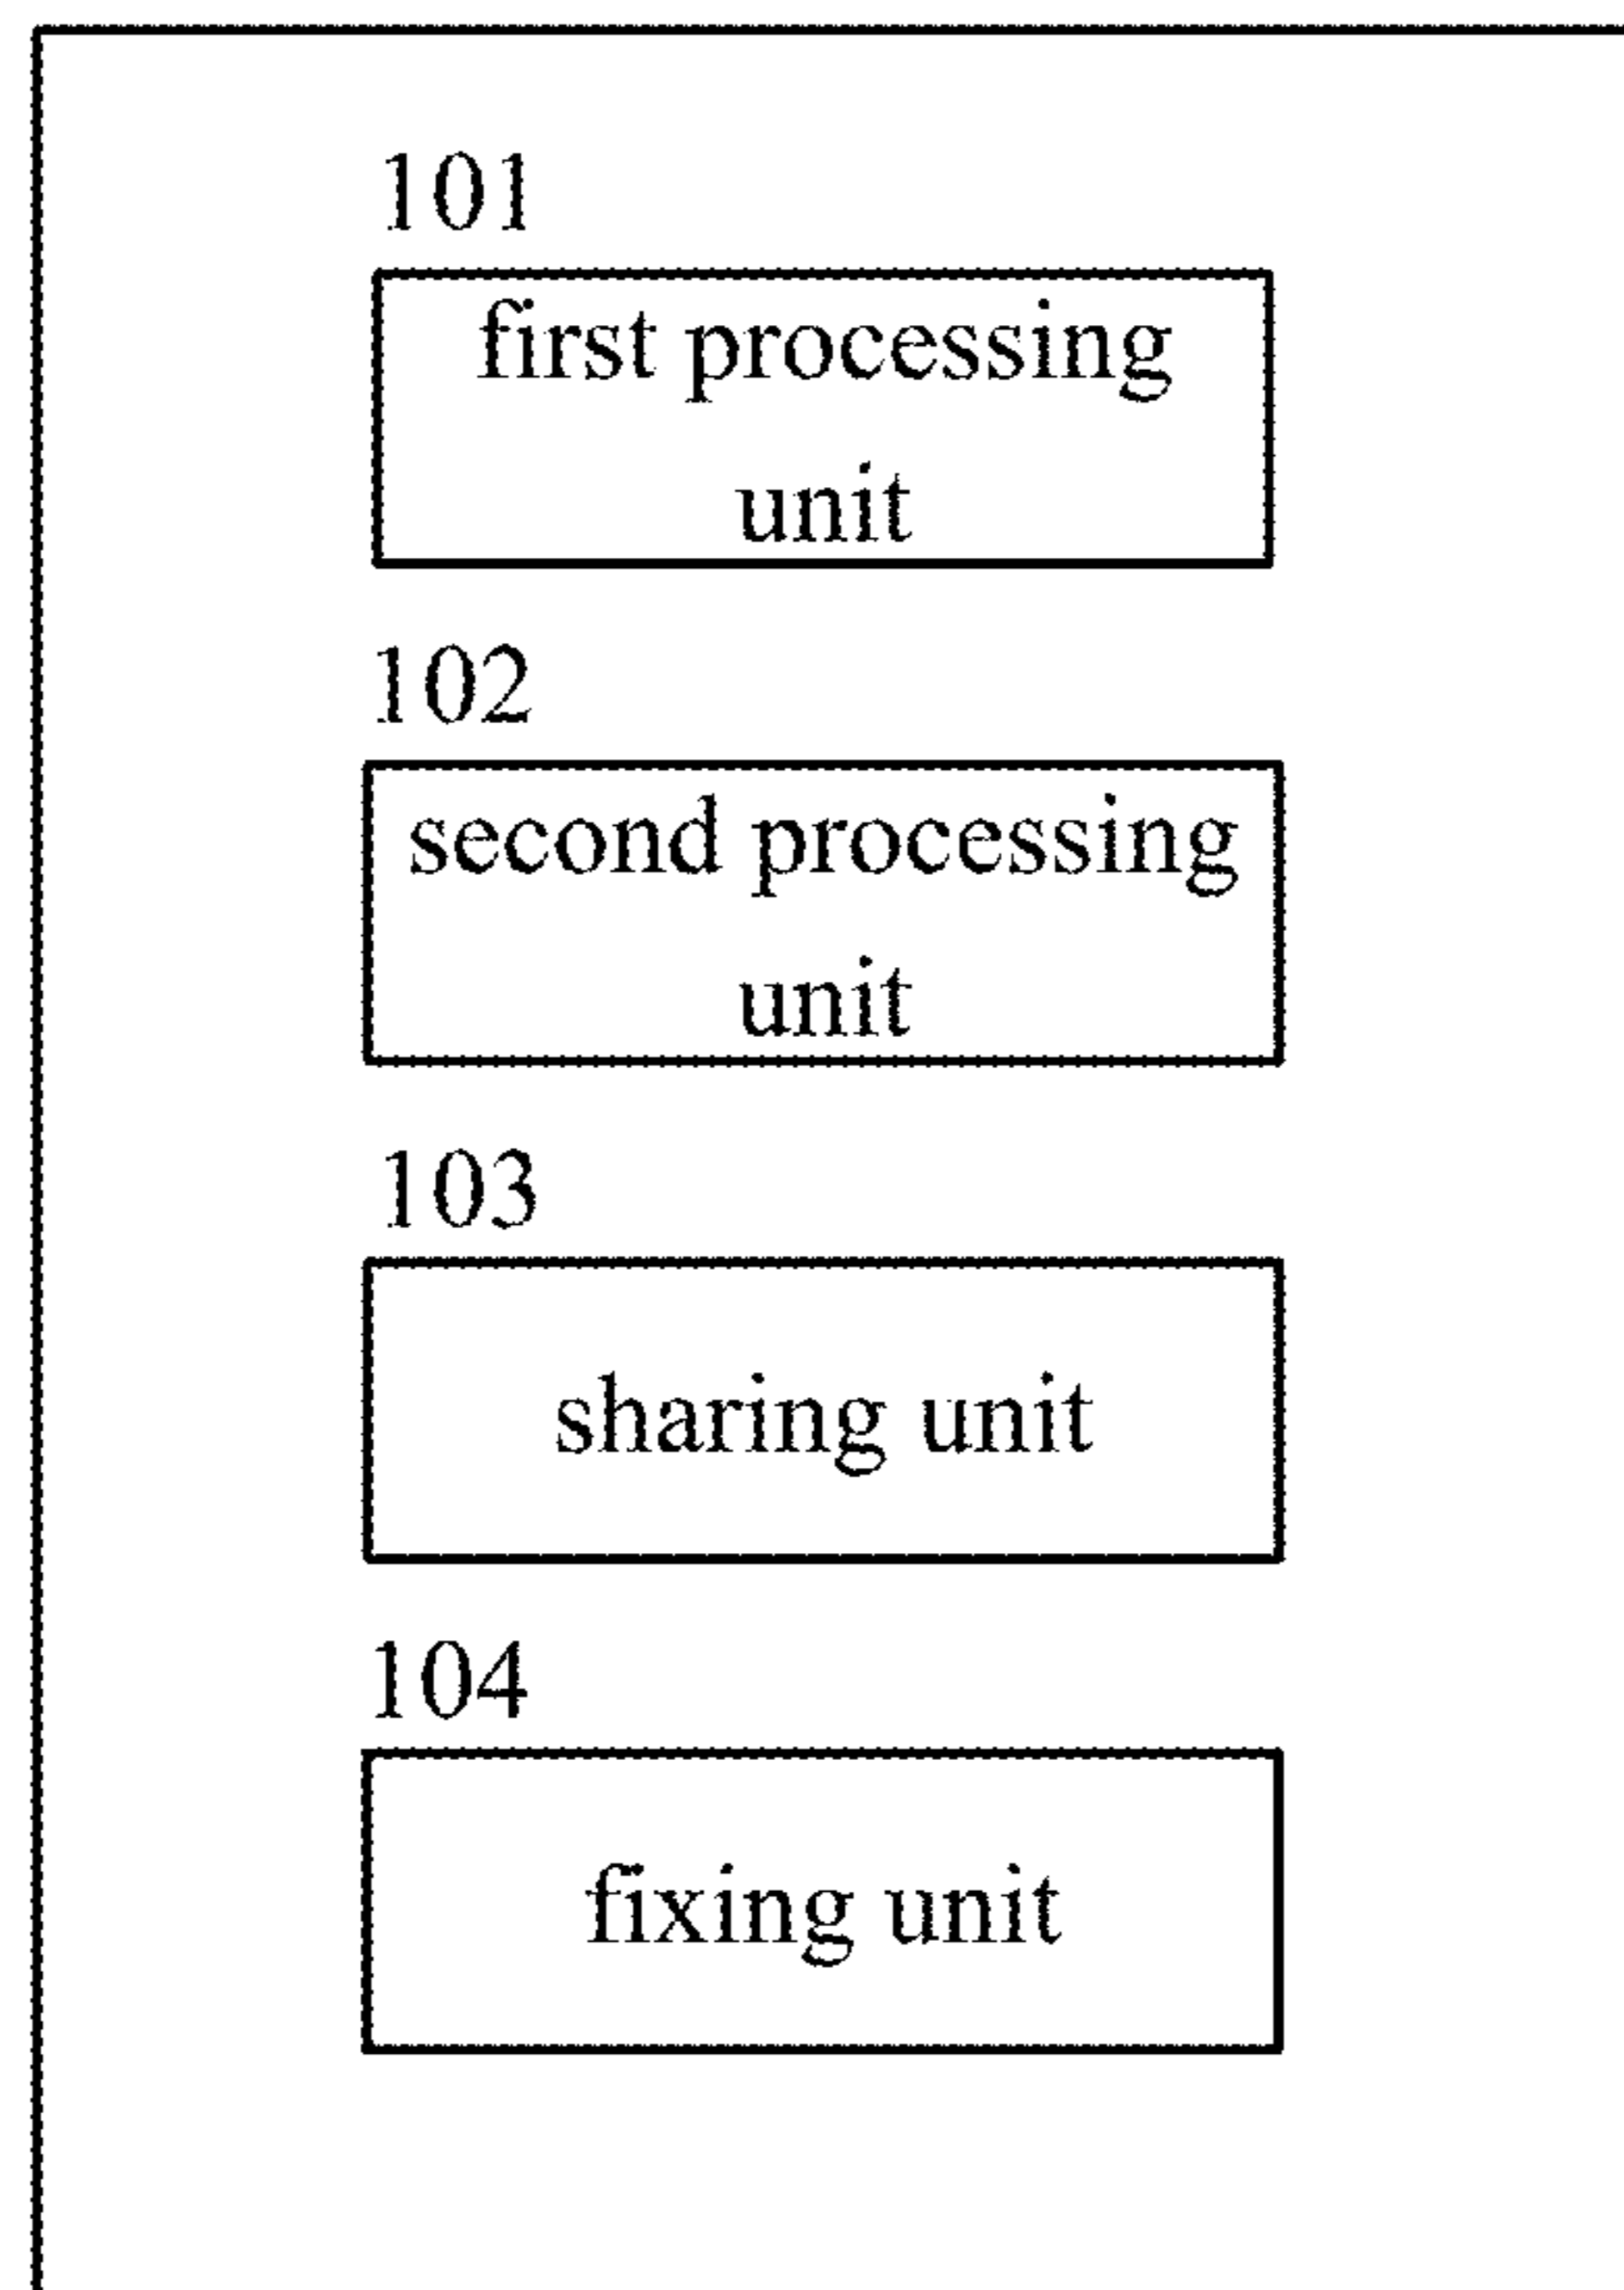 101
first processing
unit
102
second processing
unit
103
sharing unit
104
fixing unit